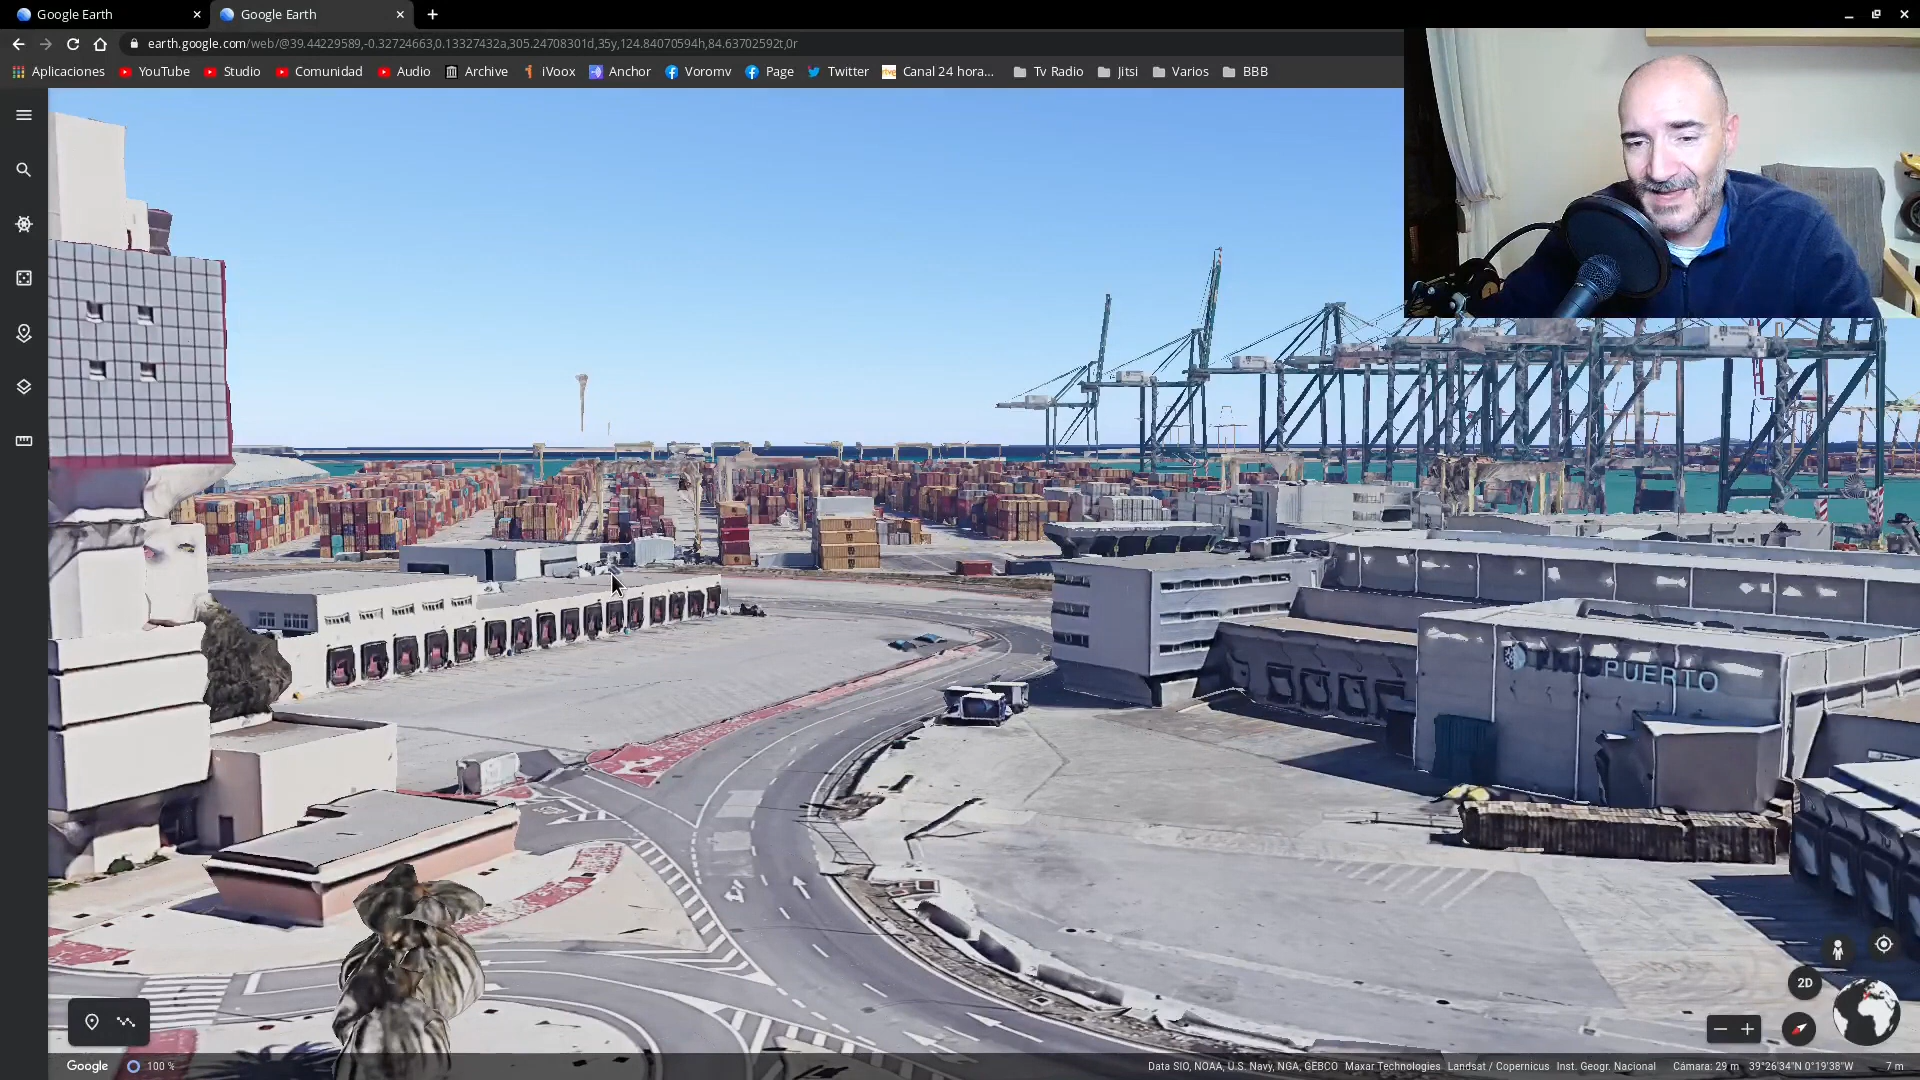 Google Earth
Google Earth
earth.google.com/web/@39.44229589,-0.32724663,0.13327432a,305.24708301d,35y,124.84070594h,84.63702592t,0r
Aplicaciones
YouTube
Studio
Comunidad
Audio
Archive
iVoox
Anchor
Voromv
Page
Twitter
Canal 24 hora...
Tv Radio
Jitsi
Varios
BBB
PUERTO
2D
Google
100 %
Data SIO, NOAA, U.S. Navy, NGA, GEBCO Maxar Technologies Landsat / Copernicus Inst. Geogr. Nacional Cámara: 29 m 39°26'34"N 0°19'38"W 7 m